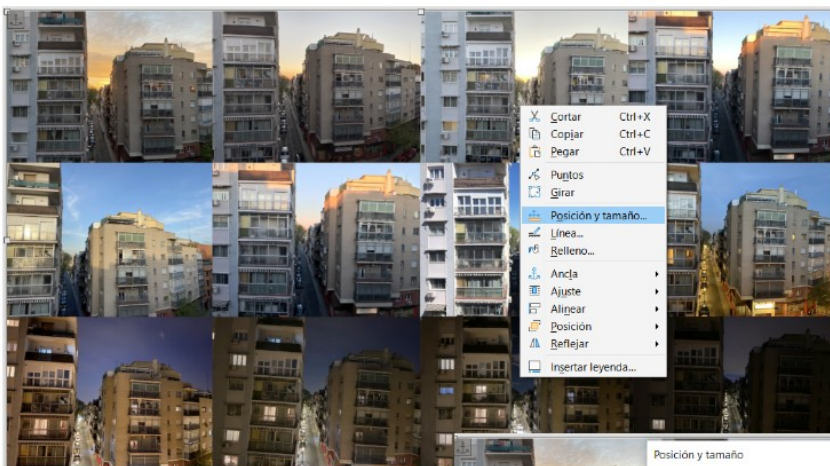 Cortar Ctrl+X
Copiar Ctrl+C
Pegar Ctrl+V
Puntos
Girar
Posición y tamaño...
Línea...
Relleno...
Ancla
Ajuste
Alinear
Posición
Reflejar
Insertar leyenda...
Posición y tamaño